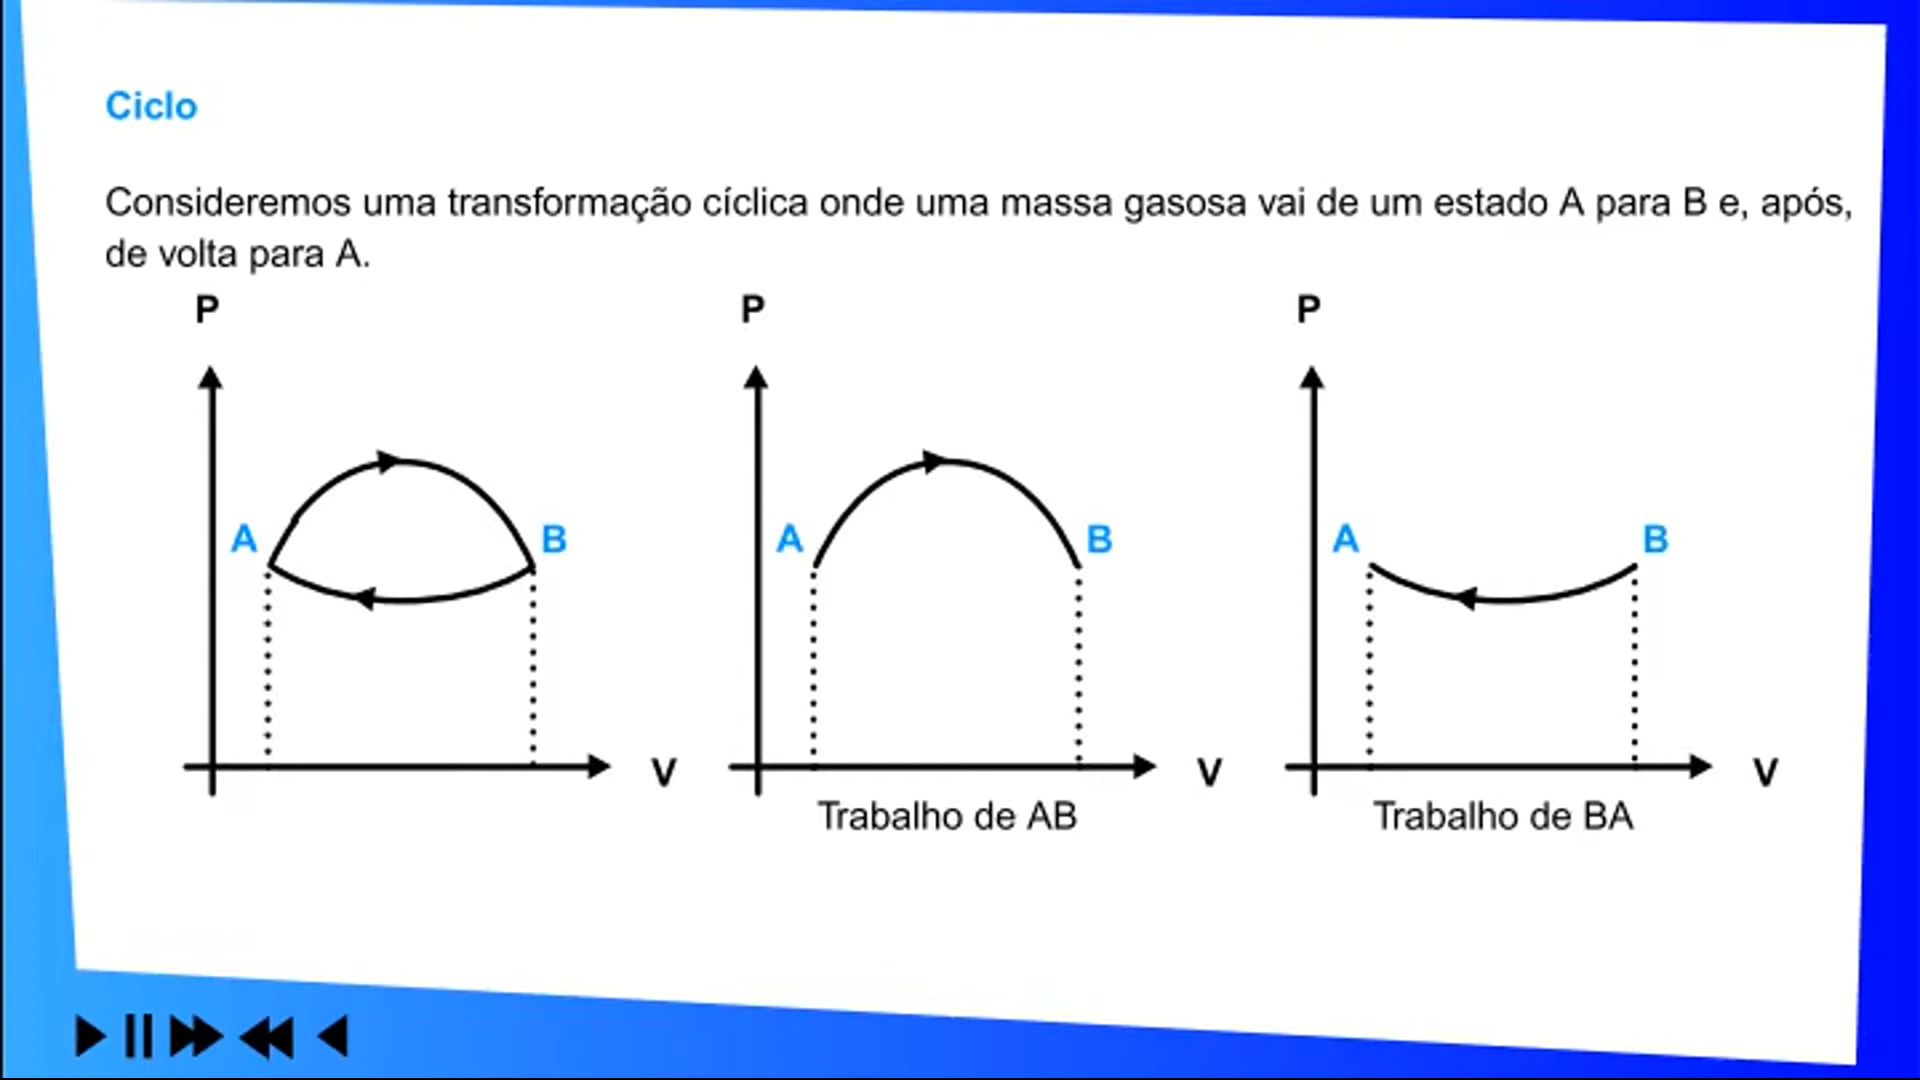 Ciclo
Consideremos uma transformação cíclica onde uma massa gasosa vai de um estado A para B e, após,
de volta para A.
P
A
B
V
P
A
B
V
Trabalho de AB
P
A
B
V
Trabalho de BA